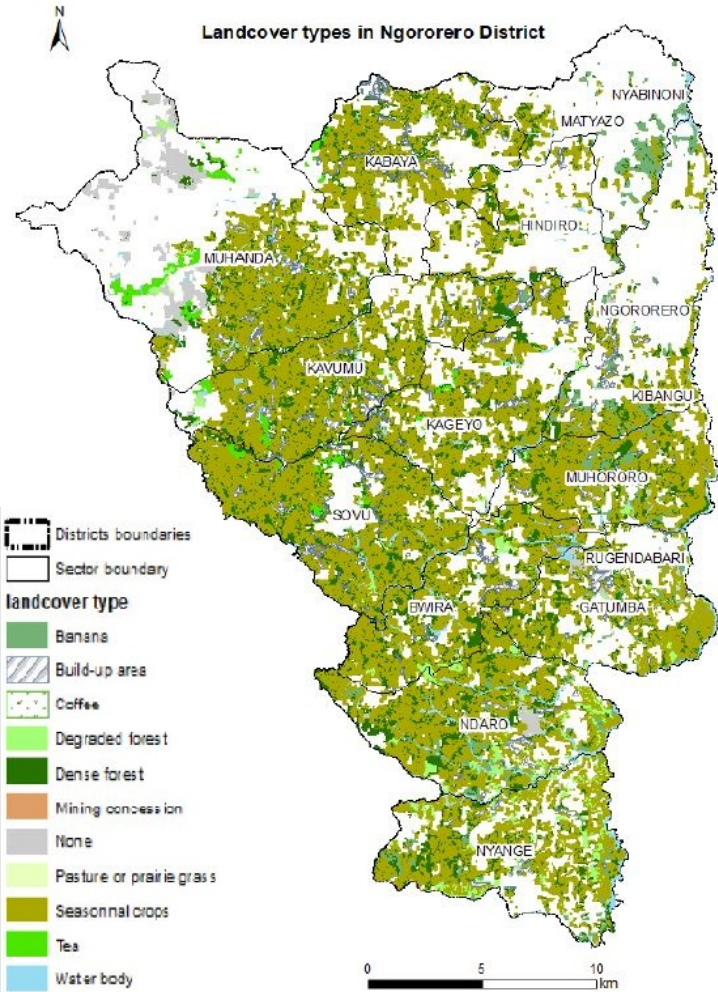 N
Landcover types in Ngororero District
NYABINONI
MATYAZO
KABAYA
HINDIRO
MUHANDA
NGORORERO
KAVUMU
KIBANGU
KAGEYO
MUHORORO
SOVU
RUGENDABARI
BWIRA
GATUMBA
NDARO
NYANGE
Districts boundaries
Sector boundary
landcover type
Banana
Build-up area
Coffee
Degraded forest
Dense forest
Mining concession
None
Pasture or prairie grass
Seasonnal crops
Tea
Water body
0 5 10
km